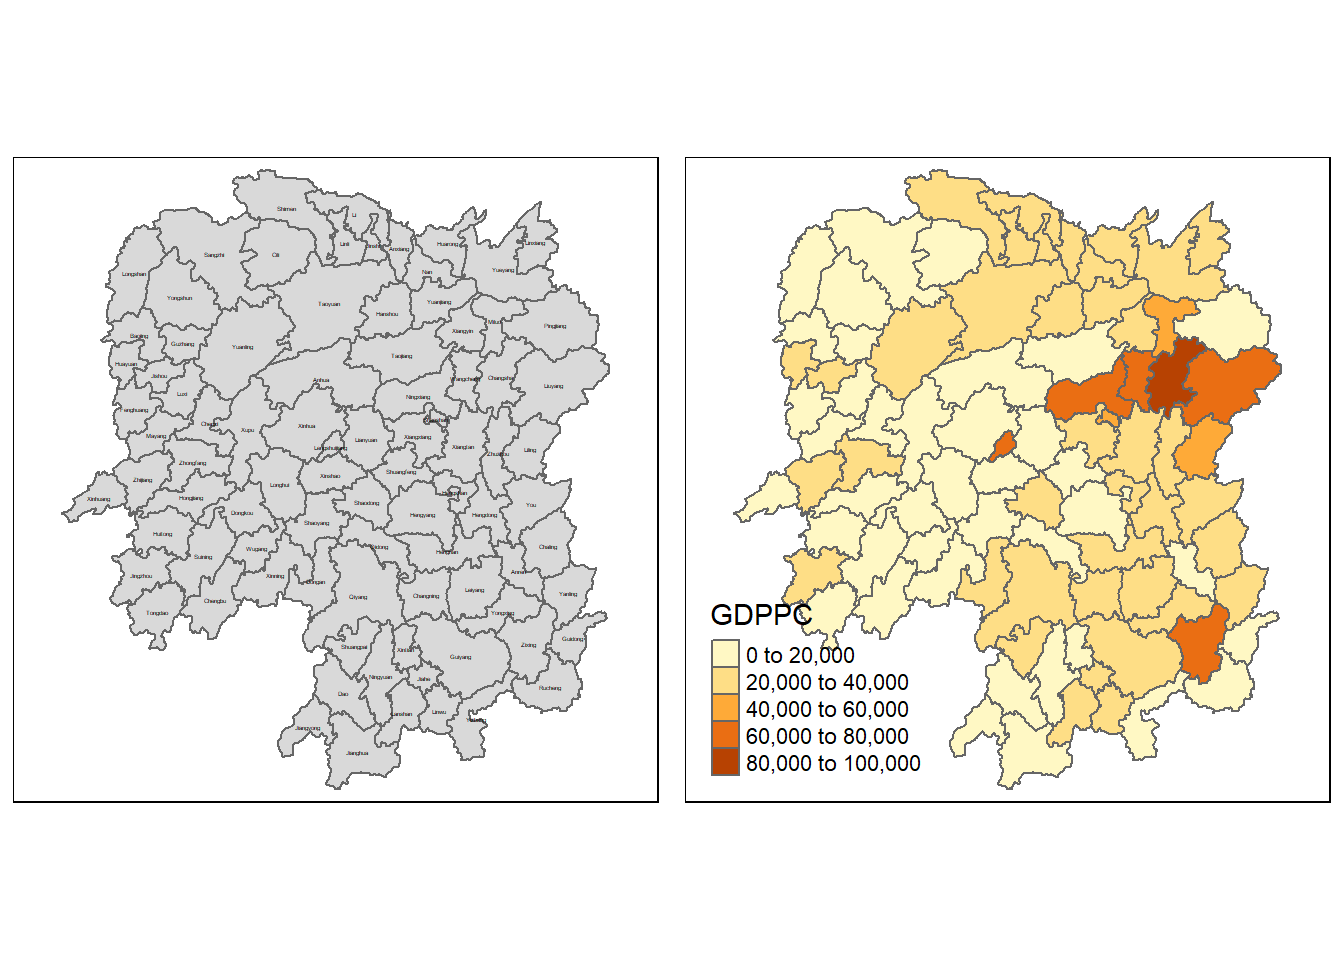 Shimen
Li
Linli
Jinshi
Anxiang
Huarong
Linxiang
Sangzhi
Cili
Nan
Yueyang
Longshan
Yongshun
Taoyuan
Hanshou
Yuanjiang
Baojing
Guzhang
Yuanling
Xiangyin
Miluo
Pingjiang
Huayuan
Taojiang
Jishou
Anhua
Wangcheng
Changsha
Liuyang
Luxi
Ningxiang
Fenghuang
Chenxi
Xupu
Xinhua
Shaoshan
Mayang
Lengshuijiang
Lianyuan
Xiangxiang
Xiangtan
Zhuzhou
Liling
Zhongfang
Shuangfeng
Zhijiang
Xinshao
Xinhuang
Hongjiang
Longhui
Shaodong
Hengshan
Dongkou
Shaoyang
Hengyang
Hengdong
You
Huitong
Suining
Wugang
Qidong
Hengnan
Chaling
Jingzhou
Xinning
Dongan
Anren
Tongdao
Chengbu
Qiyang
Changning
Leiyang
Yanling
Yongxing
Shuangpai
Xintian
Guiyang
Zixing
Guidong
Ningyuan
Jiahe
Rucheng
Dao
Lanshan
Linwu
Yizhang
Jiangyong
Jianghua
GDPPC
0 to 20,000
20,000 to 40,000
40,000 to 60,000
60,000 to 80,000
80,000 to 100,000